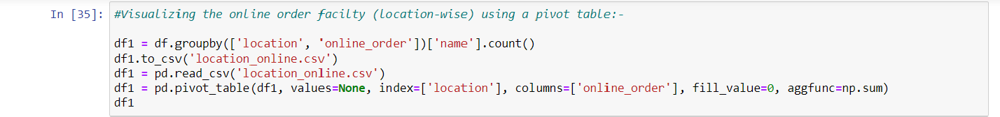 In [35]: #Visualizing the online order facilty (location-wise) using a pivot table:-
df1 = df.groupby(['location', 'online_order'])['name'].count()
df1.to_csv('location_online.csv')
df1 = pd.read_csv('location_online.csv')
df1 = pd.pivot_table(df1, values=None, index=['location'], columns=['online_order'], fill_value=0, aggfunc=np.sum)
df1